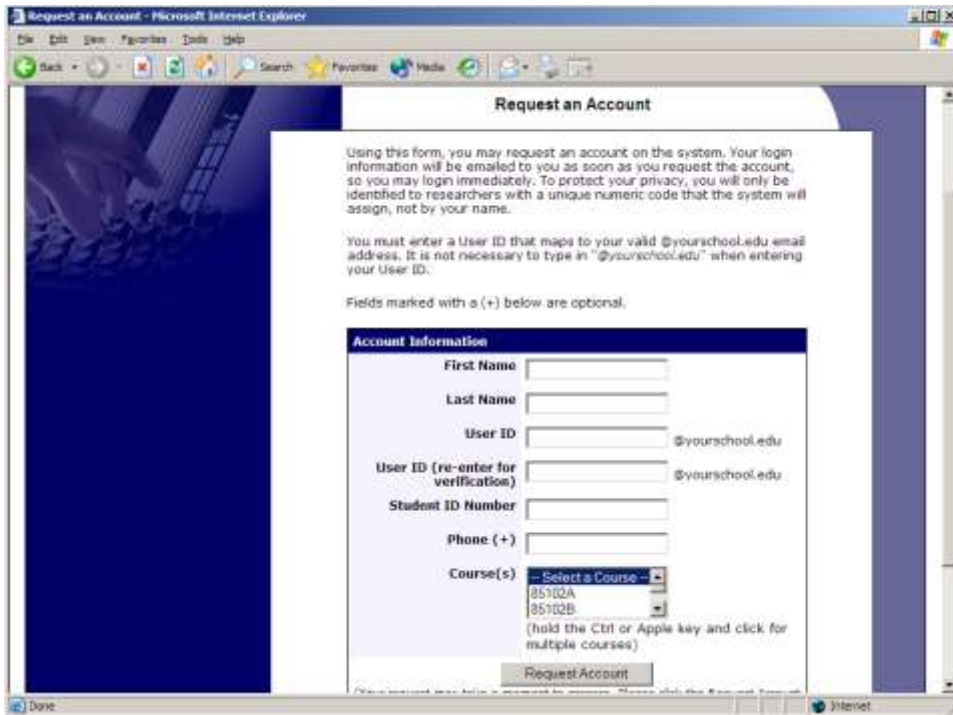 Request an Account - Microsoft Internet Explorer
File Edit View Favorites Tools Help
Back Search Favorites Media
Request an Account
Using this form, you may request an account on the system. Your login
information will be emailed to you as soon as you request the account,
so you may login immediately. To protect your privacy, you will only be
identified to researchers with a unique numeric code that the system will
assign, not by your name.
You must enter a User ID that maps to your valid @yourschool.edu email
address. It is not necessary to type in "@yourschool.edu" when entering
your User ID.
Fields marked with a (+) below are optional.
Account Information
First Name
Last Name
User ID @yourschool.edu
User ID (re-enter for
verification) @yourschool.edu
Student ID Number
Phone (+)
Course(s) -- Select a Course --
85102A
85102B
(hold the Ctrl or Apple key and click for
multiple courses)
Request Account
Done Internet